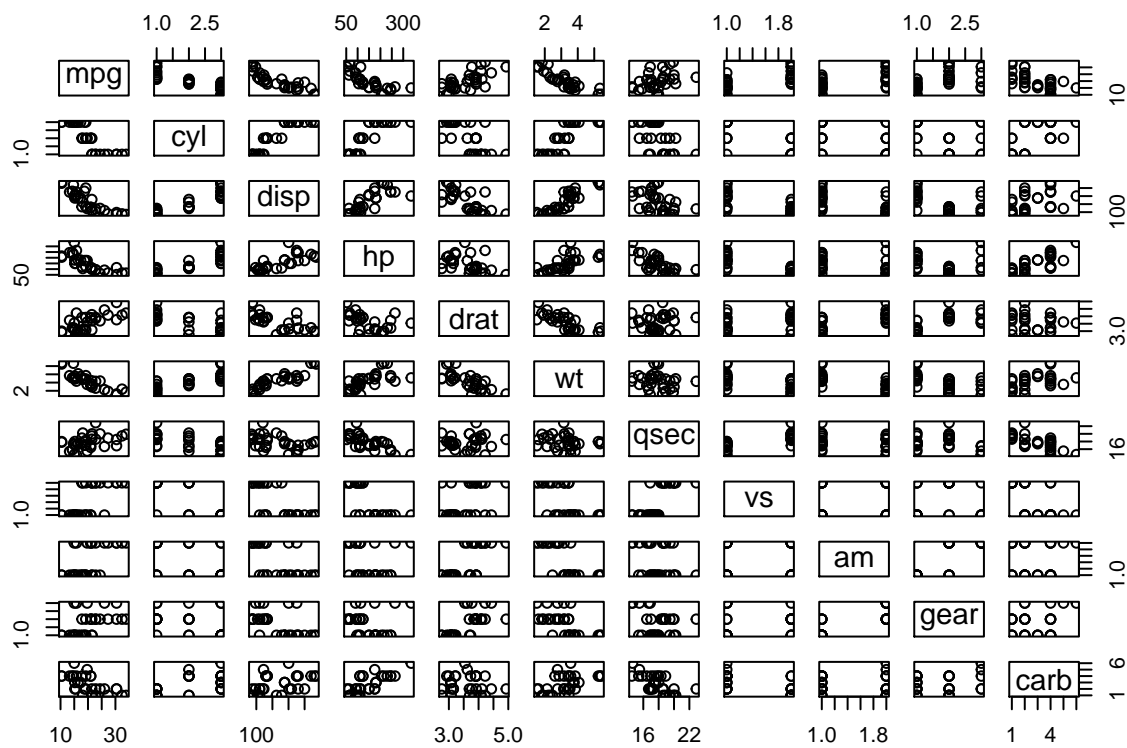 1.0 2.5 50 300 2 4 1.0 1.8 1.0 2.5
mpg 10
1.0 cyl
disp 100
50 hp
drat 3.0
2 wt
qsec 16
1.0 vs
am 1.0
1.0 gear
carb 1 6
10 30 100 3.0 5.0 16 22 1.0 1.8 1 4